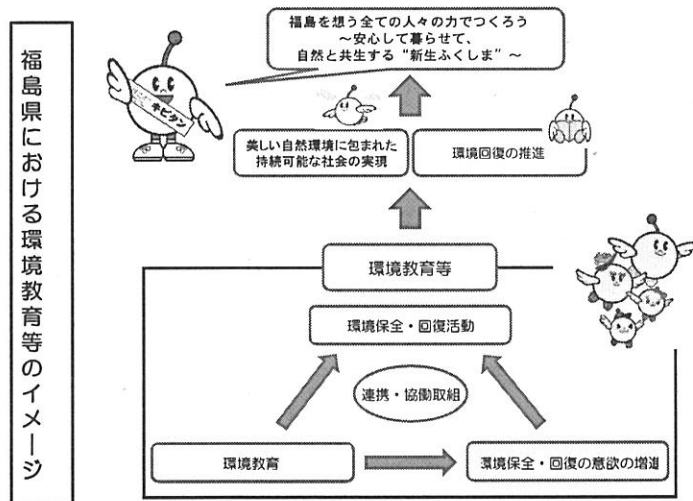 福島県における環境教育等のイメージ
福島を想う全ての人々の力でつくろう
～安心して暮らせて、
自然と共生する“新生ふくしま”～
キビタン
美しい自然環境に包まれた
持続可能な社会の実現
環境回復の推進
環境教育等
環境保全・回復活動
連携・協働取組
環境教育
環境保全・回復の意欲の増進